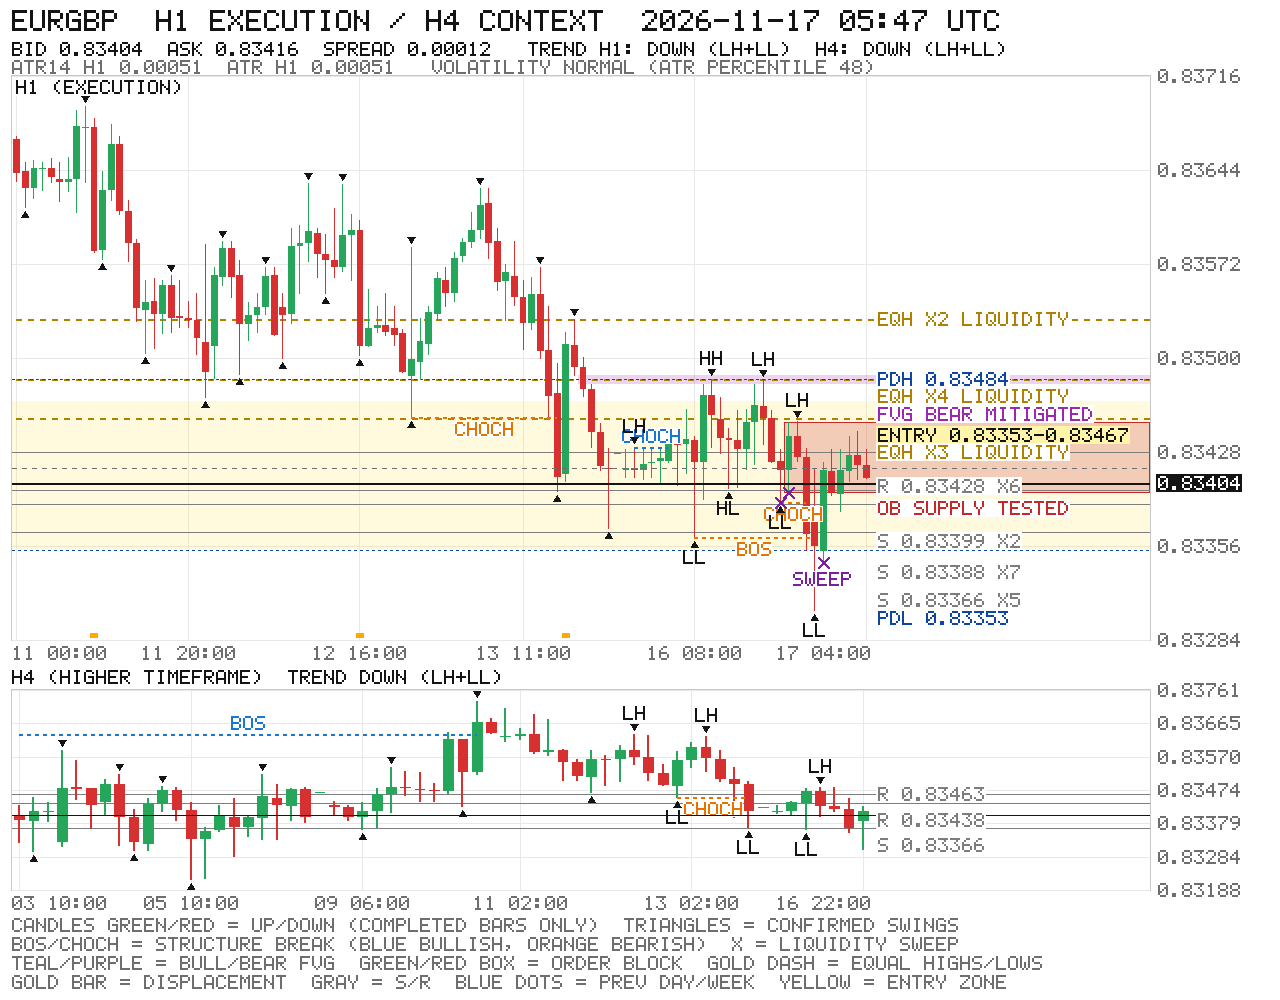 EURGBP  H1 EXECUTION / H4 CONTEXT  2026-11-17 05:47 UTC
BID 0.83404  ASK 0.83416  SPREAD 0.00012   TREND H1: DOWN (LH+LL)  H4: DOWN (LH+LL)
ATR14 H1 0.00051  ATR H1 0.00051   VOLATILITY NORMAL (ATR PERCENTILE 48)
H1 (EXECUTION)
0.83716
0.83644
0.83572
EQH X2 LIQUIDITY
0.83500
HH
LH
PDH 0.83484
EQH X4 LIQUIDITY
LH
FVG BEAR MITIGATED
CHOCH
LH
CHOCH
ENTRY 0.83353-0.83467
EQH X3 LIQUIDITY
0.83428
R 0.83428 X6
0.83404
HL
CHOCH
LL
OB SUPPLY TESTED
S 0.83399 X2
0.83356
BOS
LL
SWEEP
S 0.83388 X7
S 0.83366 X5
PDL 0.83353
LL
0.83284
11 00:00
11 20:00
12 16:00
13 11:00
16 08:00
17 04:00
H4 (HIGHER TIMEFRAME)  TREND DOWN (LH+LL)
0.83761
BOS
LH
LH
0.83665
0.83570
LH
0.83474
R 0.83463
CHOCH
LL
R 0.83438
0.83379
LL
LL
S 0.83366
0.83284
0.83188
03 10:00
05 10:00
09 06:00
11 02:00
13 02:00
16 22:00
CANDLES GREEN/RED = UP/DOWN (COMPLETED BARS ONLY)  TRIANGLES = CONFIRMED SWINGS
BOS/CHOCH = STRUCTURE BREAK (BLUE BULLISH, ORANGE BEARISH)  X = LIQUIDITY SWEEP
TEAL/PURPLE = BULL/BEAR FVG  GREEN/RED BOX = ORDER BLOCK  GOLD DASH = EQUAL HIGHS/LOWS
GOLD BAR = DISPLACEMENT  GRAY = S/R  BLUE DOTS = PREV DAY/WEEK  YELLOW = ENTRY ZONE